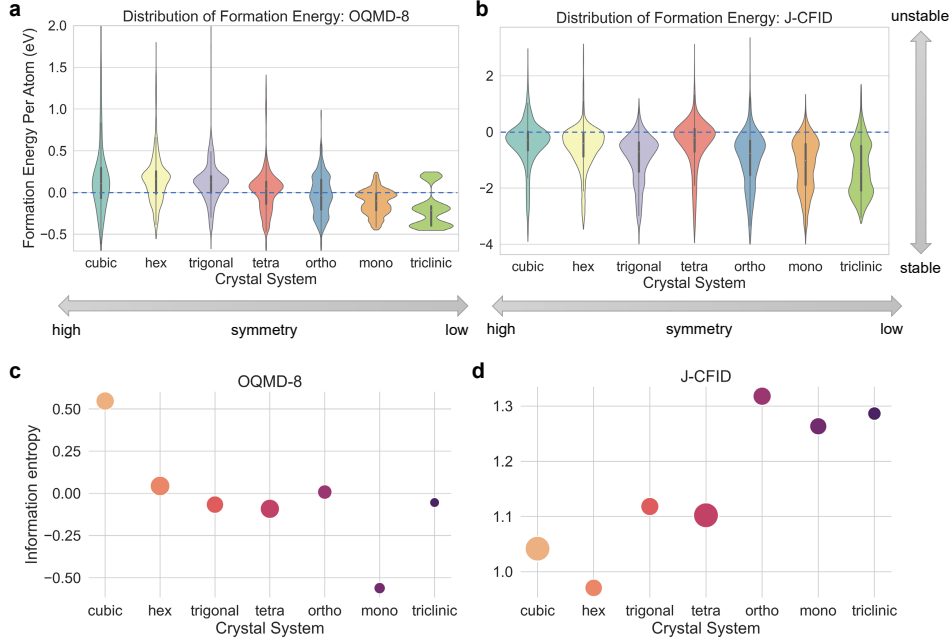 a
Distribution of Formation Energy: OQMD-8
Formation Energy Per Atom (eV)
2.0
1.5
1.0
0.5
0.0
−0.5
cubic hex trigonal tetra ortho mono triclinic
Crystal System
high symmetry low
b
Distribution of Formation Energy: J-CFID
2
0
−2
−4
cubic hex trigonal tetra ortho mono triclinic
Crystal System
high symmetry low
unstable
stable
c
OQMD-8
Information entropy
0.50
0.25
0.00
−0.25
−0.50
cubic hex trigonal tetra ortho mono triclinic
Crystal System
d
J-CFID
1.3
1.2
1.1
1.0
cubic hex trigonal tetra ortho mono triclinic
Crystal System